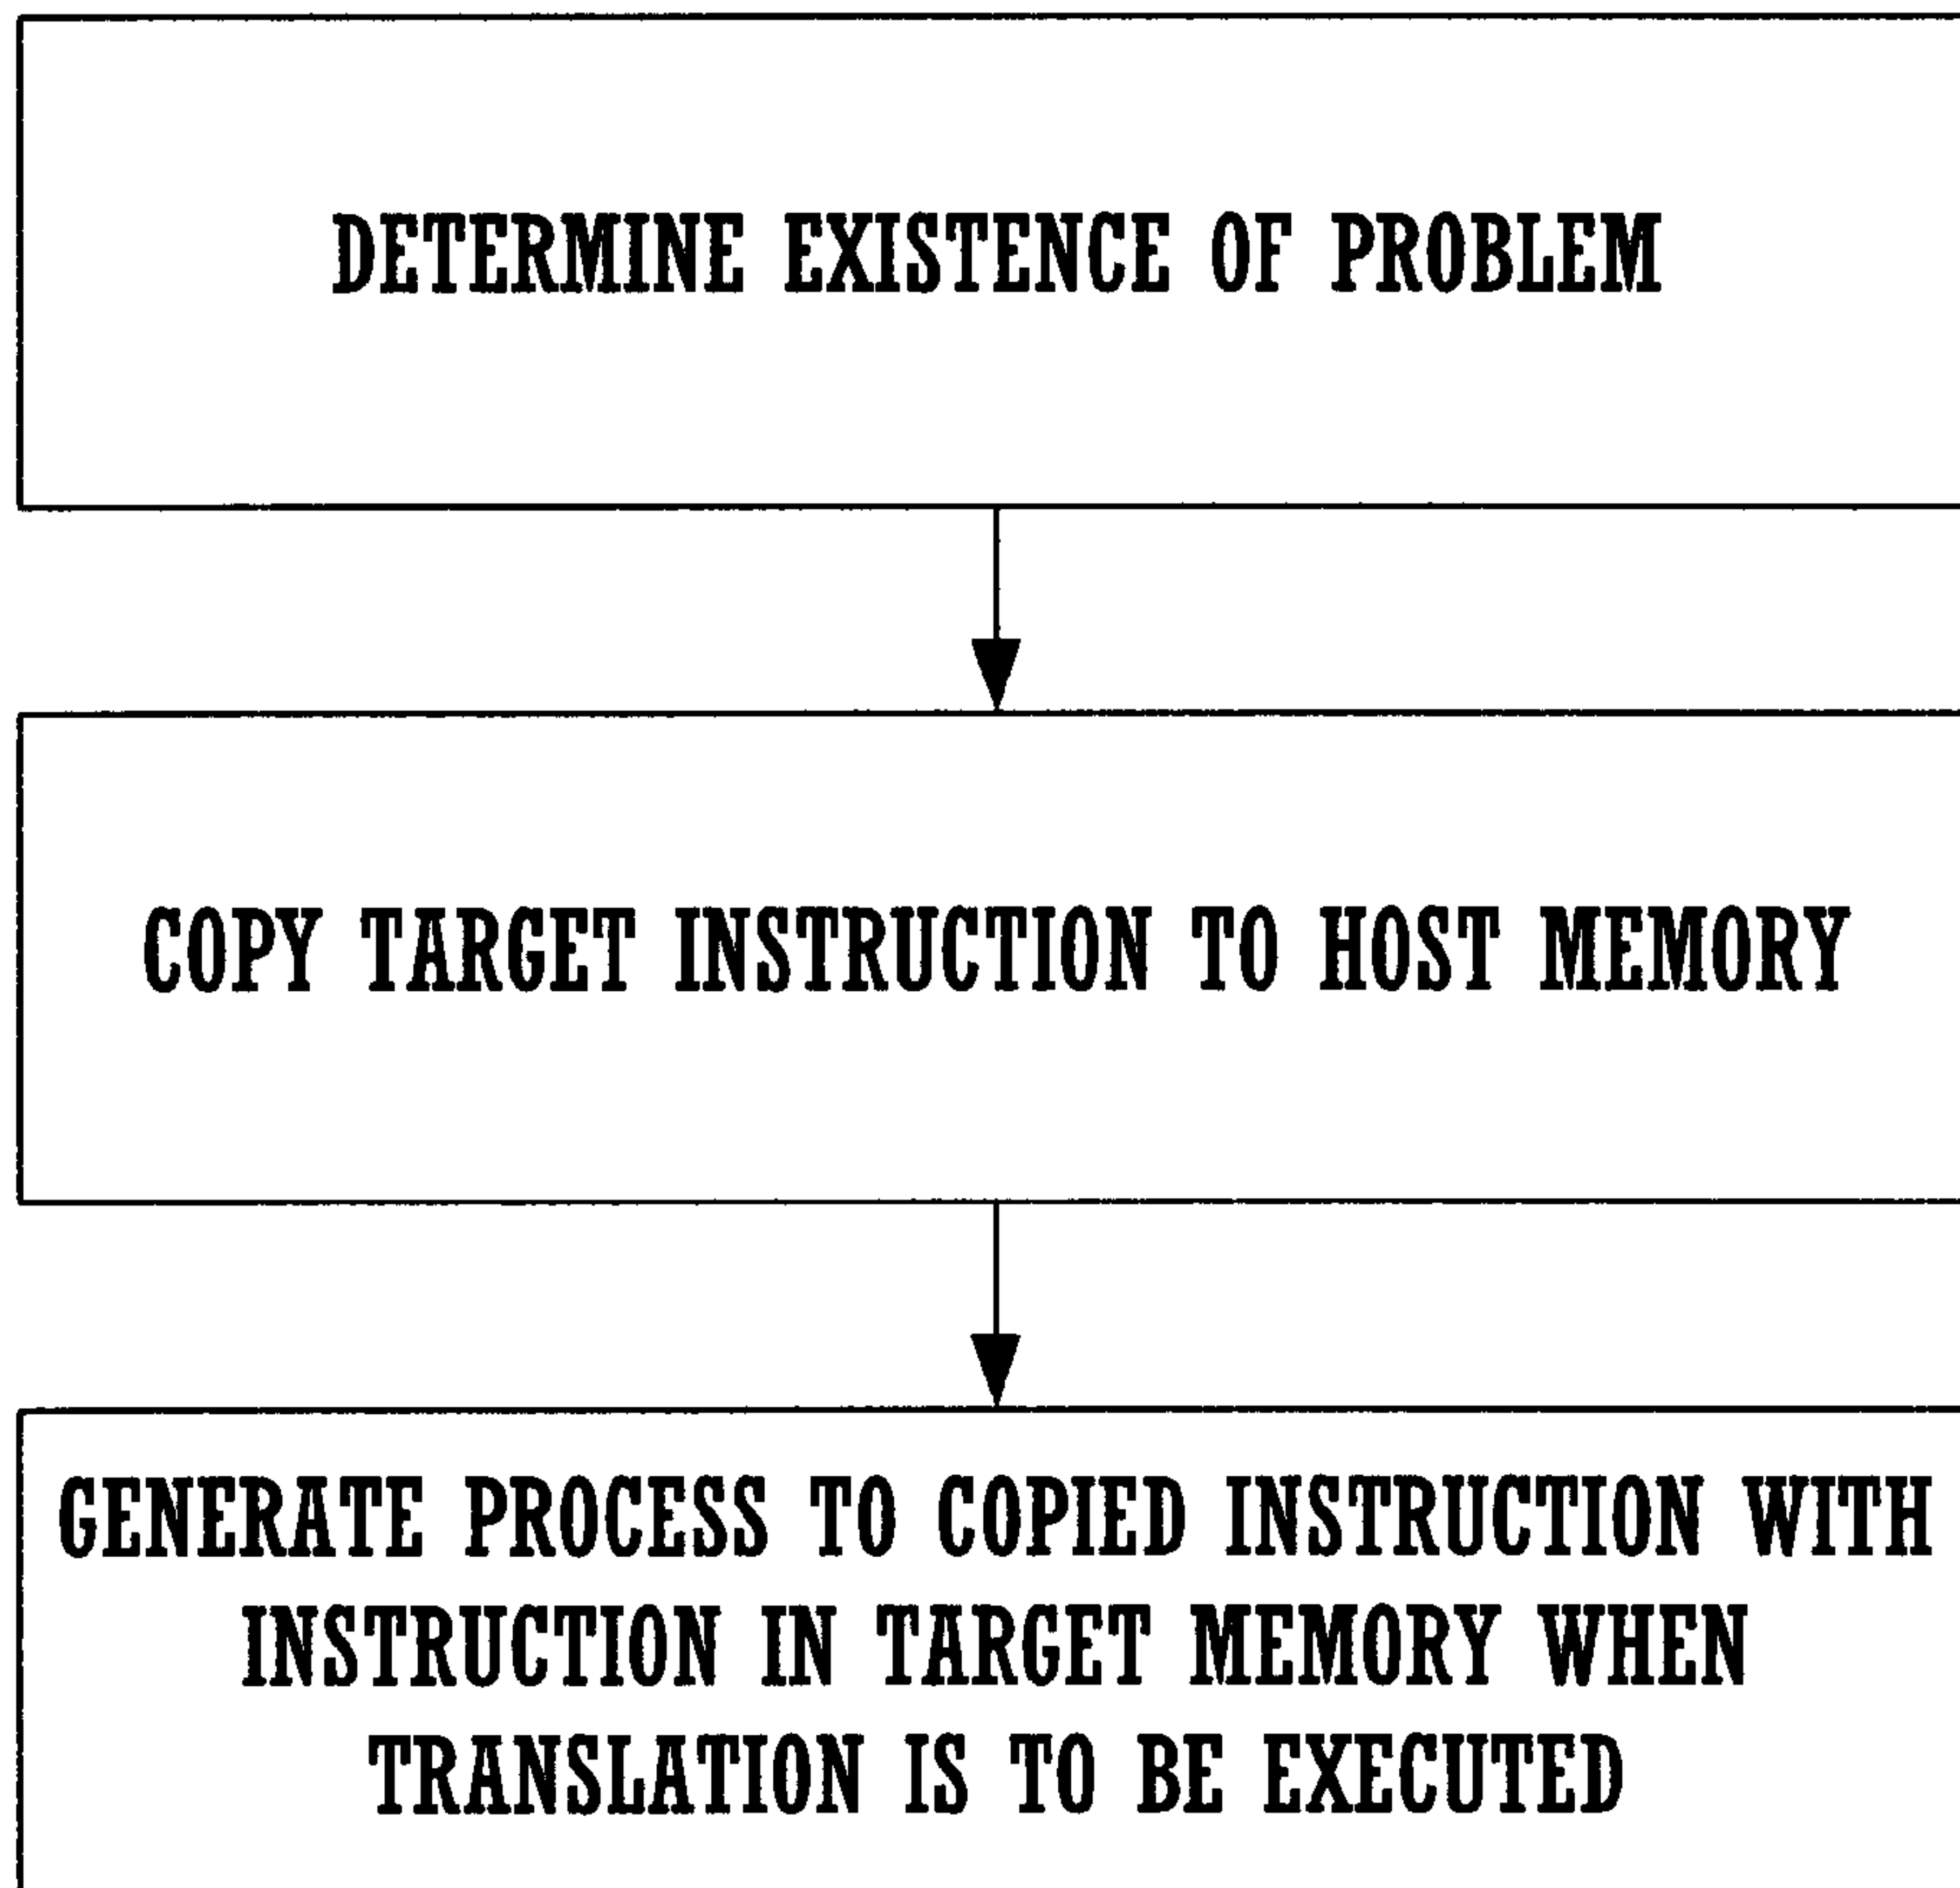 DETERMINE EXISTENCE OF PROBLEM
COPY TARGET INSTRUCTION TO HOST MEMORY
GENERATE PROCESS TO COPIED INSTRUCTION WITH
INSTRUCTION IN TARGET MEMORY WHEN
TRANSLATION IS TO BE EXECUTED